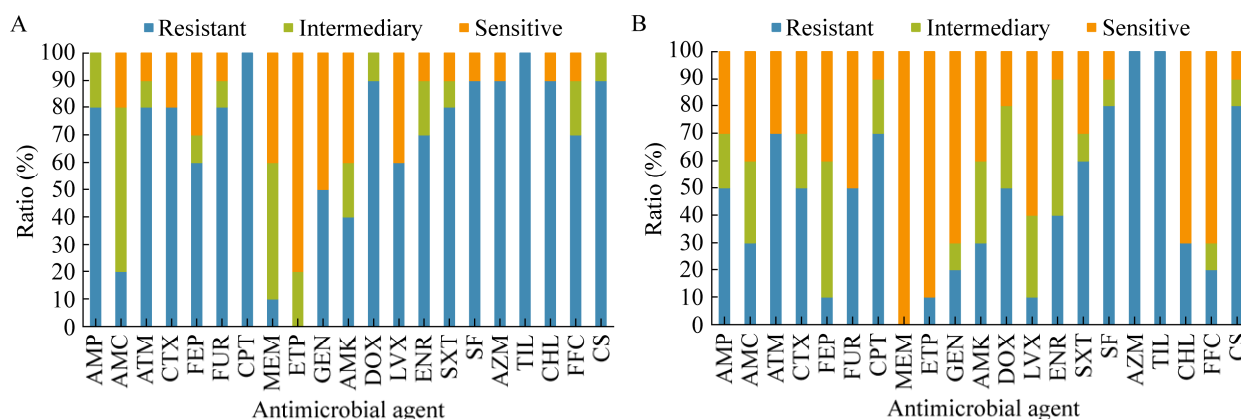 A
Resistant Intermediary Sensitive
100
90
80
70
60
50
40
30
20
10
0
Ratio (%)
AMP AMC ATM CTX FEP FUR CPT MEM ETP GEN AMK DOX LVX ENR SXT SF AZM TIL CHL FFC CS
Antimicrobial agent
B
Resistant Intermediary Sensitive
100
90
80
70
60
50
40
30
20
10
0
Ratio (%)
AMP AMC ATM CTX FEP FUR CPT MEM ETP GEN AMK DOX LVX ENR SXT SF AZM TIL CHL FFC CS
Antimicrobial agent